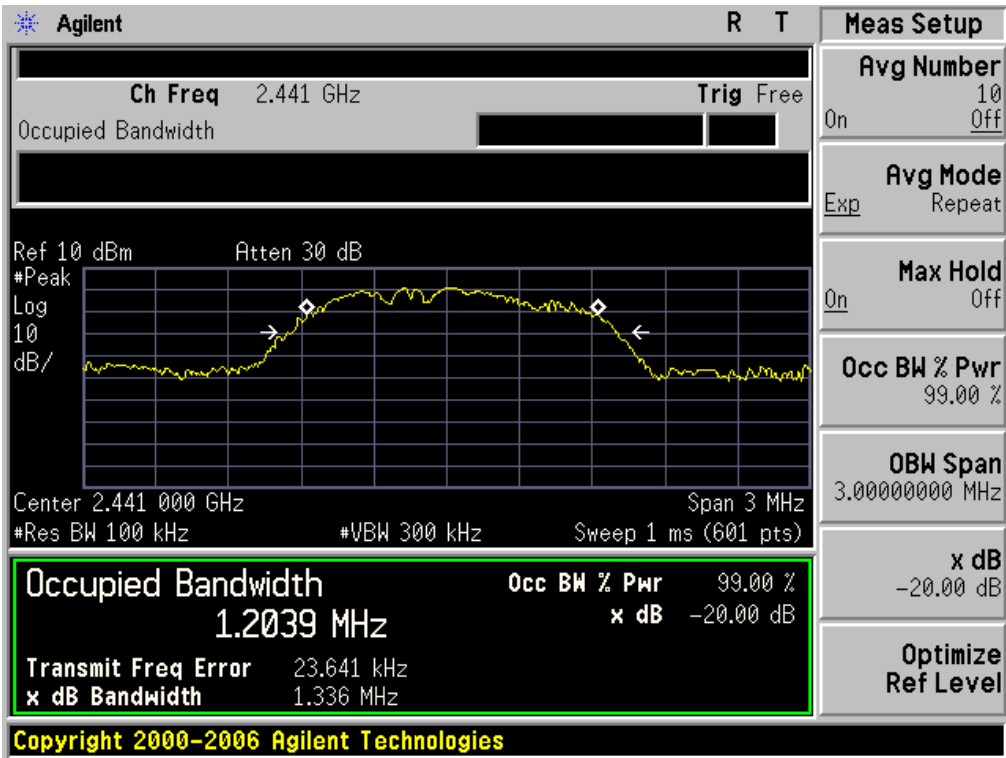 Agilent R T
Ch Freq 2.441 GHz Trig Free
Occupied Bandwidth
Ref 10 dBm Atten 30 dB
#Peak
Log
10
dB/
Center 2.441 000 GHz Span 3 MHz
#Res BW 100 kHz #VBW 300 kHz Sweep 1 ms (601 pts)
Occupied Bandwidth Occ BW % Pwr 99.00 %
1.2039 MHz x dB -20.00 dB
Transmit Freq Error 23.641 kHz
x dB Bandwidth 1.336 MHz
Copyright 2000-2006 Agilent Technologies
Meas Setup
Avg Number
10
On Off
Avg Mode
Exp Repeat
Max Hold
On Off
Occ BW % Pwr
99.00 %
OBW Span
3.00000000 MHz
x dB
-20.00 dB
Optimize
Ref Level